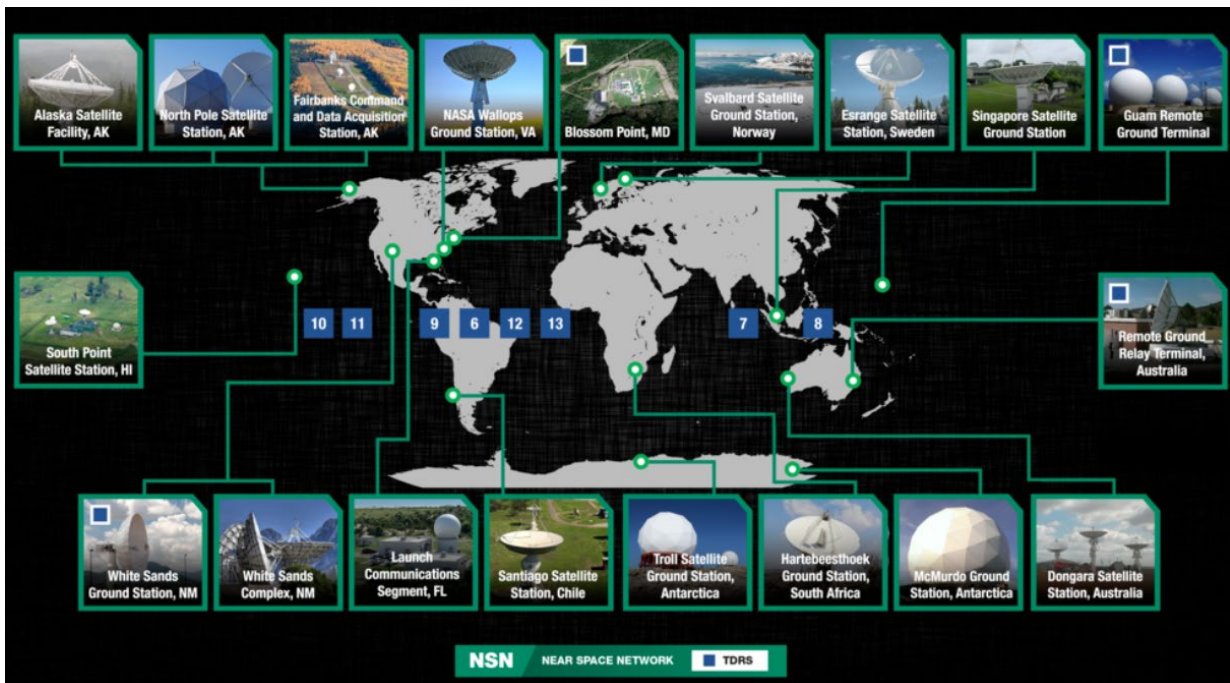 Alaska Satellite
Facility, AK
North Pole Satellite
Station, AK
Fairbanks Command
and Data Acquisition
Station, AK
NASA Wallops
Ground Station, VA
Blossom Point, MD
Svalbard Satellite
Ground Station,
Norway
Esrange Satellite
Station, Sweden
Singapore Satellite
Ground Station
Guam Remote
Ground Terminal
South Point
Satellite Station, HI
10
11
9
6
12
13
7
8
Remote Ground
Relay Terminal,
Australia
White Sands
Ground Station, NM
White Sands
Complex, NM
Launch
Communications
Segment, FL
Santiago Satellite
Station, Chile
Troll Satellite
Ground Station,
Antarctica
Hartebeesthoek
Ground Station,
South Africa
McMurdo Ground
Station, Antarctica
Dongara Satellite
Station, Australia
NSN NEAR SPACE NETWORK TDRS